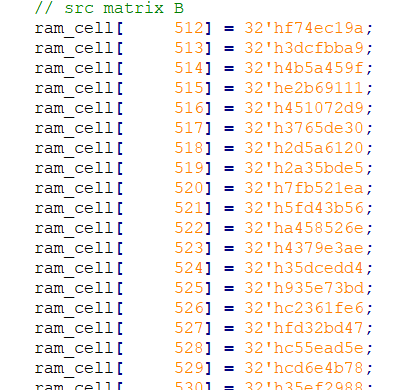 // src matrix B
ram_cell[     512] = 32'hf74ec19a;
ram_cell[     513] = 32'h3dcfbba9;
ram_cell[     514] = 32'h4b5a459f;
ram_cell[     515] = 32'he2b69111;
ram_cell[     516] = 32'h451072d9;
ram_cell[     517] = 32'h3765de30;
ram_cell[     518] = 32'h2d5a6120;
ram_cell[     519] = 32'h2a35bde5;
ram_cell[     520] = 32'h7fb521ea;
ram_cell[     521] = 32'h5fd43b56;
ram_cell[     522] = 32'ha458526e;
ram_cell[     523] = 32'h4379e3ae;
ram_cell[     524] = 32'h35dcedd4;
ram_cell[     525] = 32'h935e73bd;
ram_cell[     526] = 32'hc2361fe6;
ram_cell[     527] = 32'hfd32bd47;
ram_cell[     528] = 32'hc55ead5e;
ram_cell[     529] = 32'hcd6e4b78;
ram_cell[     530] = 32'h35ef2988;